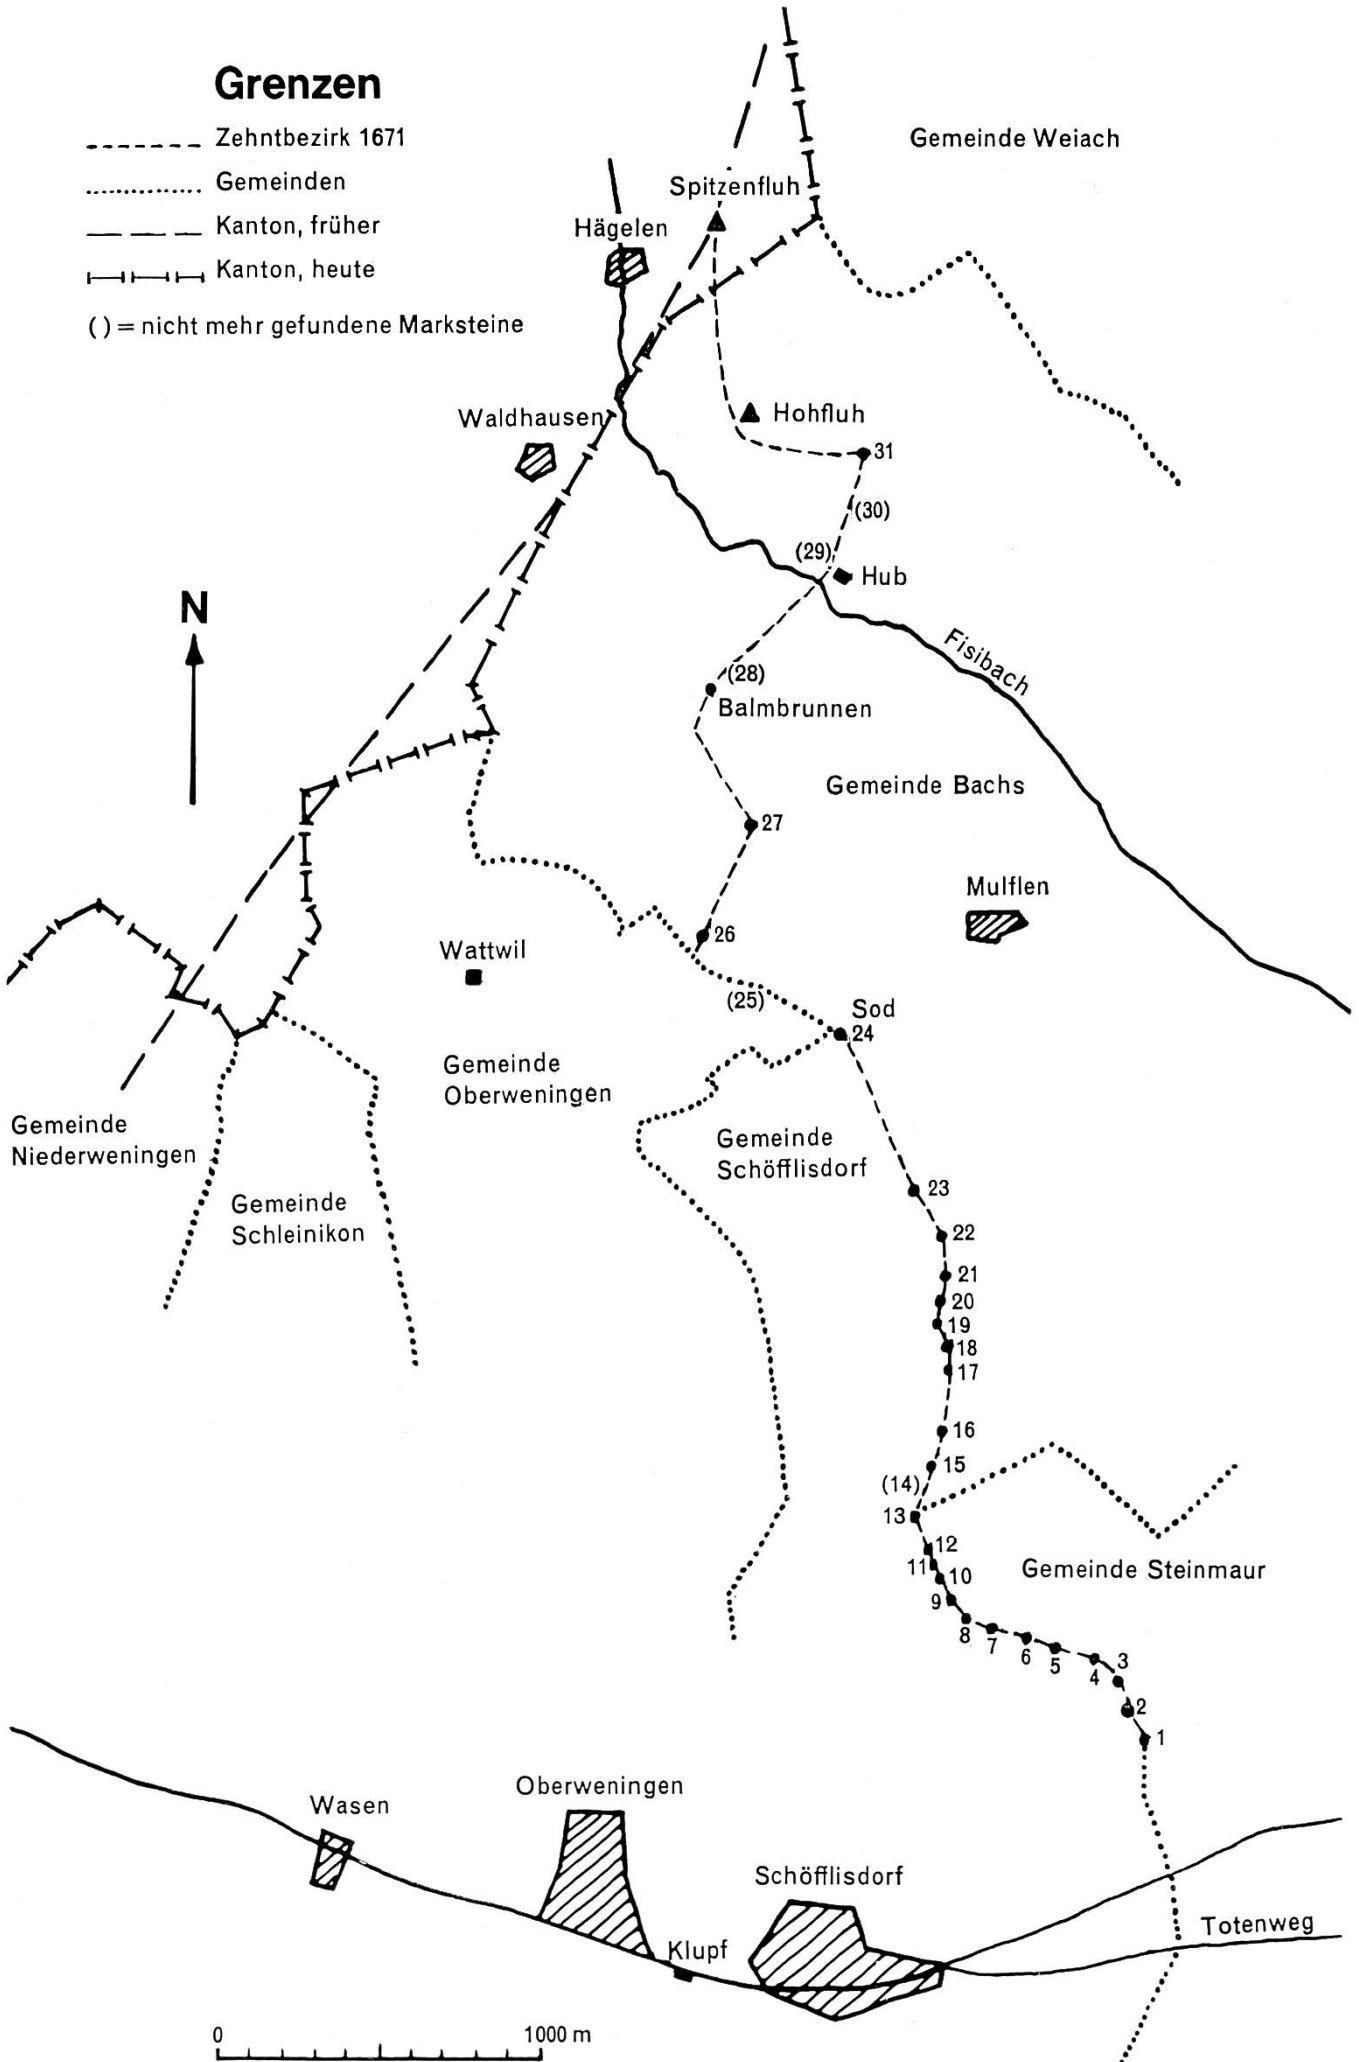 Grenzen
Zehntbezirk 1671
Gemeinden
Kanton, früher
Kanton, heute
( ) = nicht mehr gefundene Marksteine
Gemeinde Weiach
Spitzenfluh
Hägelen
Waldhausen
Hohfluh
31
(30)
(29)
Hub
N
Fisibach
(28)
Balmbrunnen
Gemeinde Bachs
27
Mulflen
26
Wattwil
(25)
Sod
24
Gemeinde
Oberweningen
Gemeinde
Niederweningen
Gemeinde
Schöfflisdorf
Gemeinde
Schleinikon
23
22
21
20
19
18
17
16
15
(14)
13
12
11
10
9
8
7
6
5
4
3
2
1
Gemeinde Steinmaur
Oberweningen
Wasen
Schöfflisdorf
Klupf
Totenweg
0
1000 m